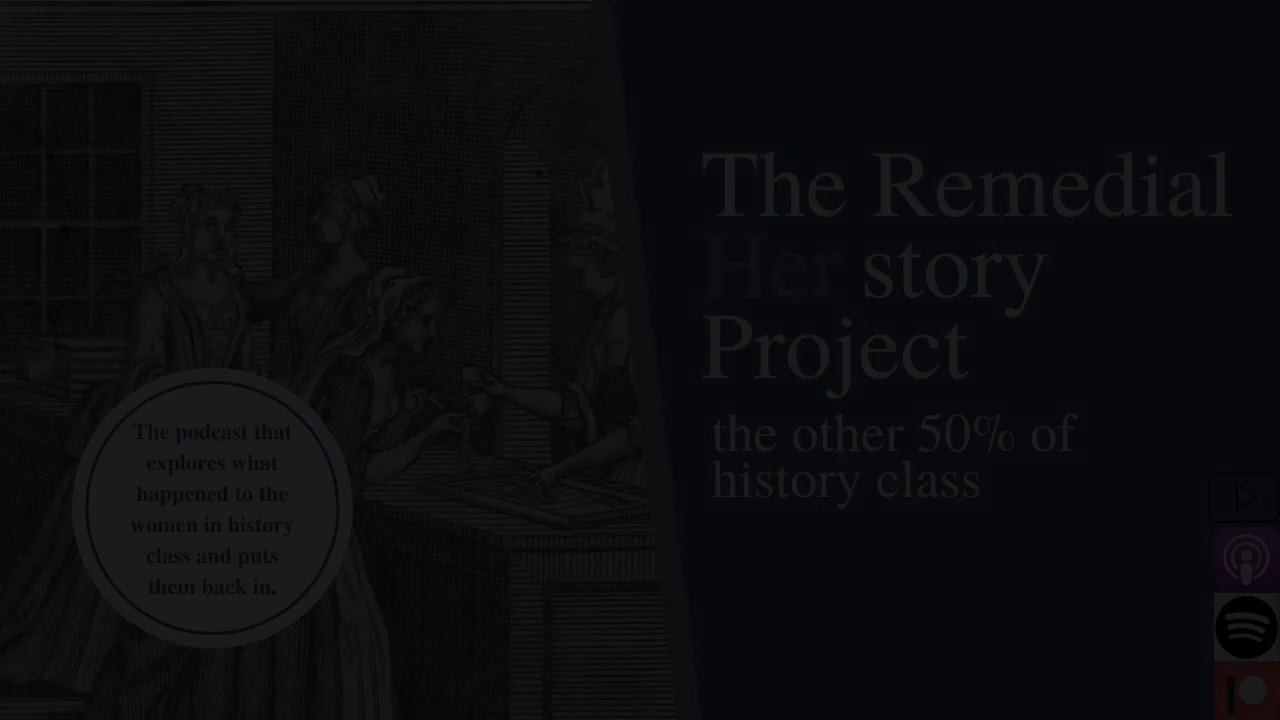 The Remedial
Her story
Project
the other 50% of
history class
The podcast that
explores what
happened to the
women in history
class and puts
them back in.